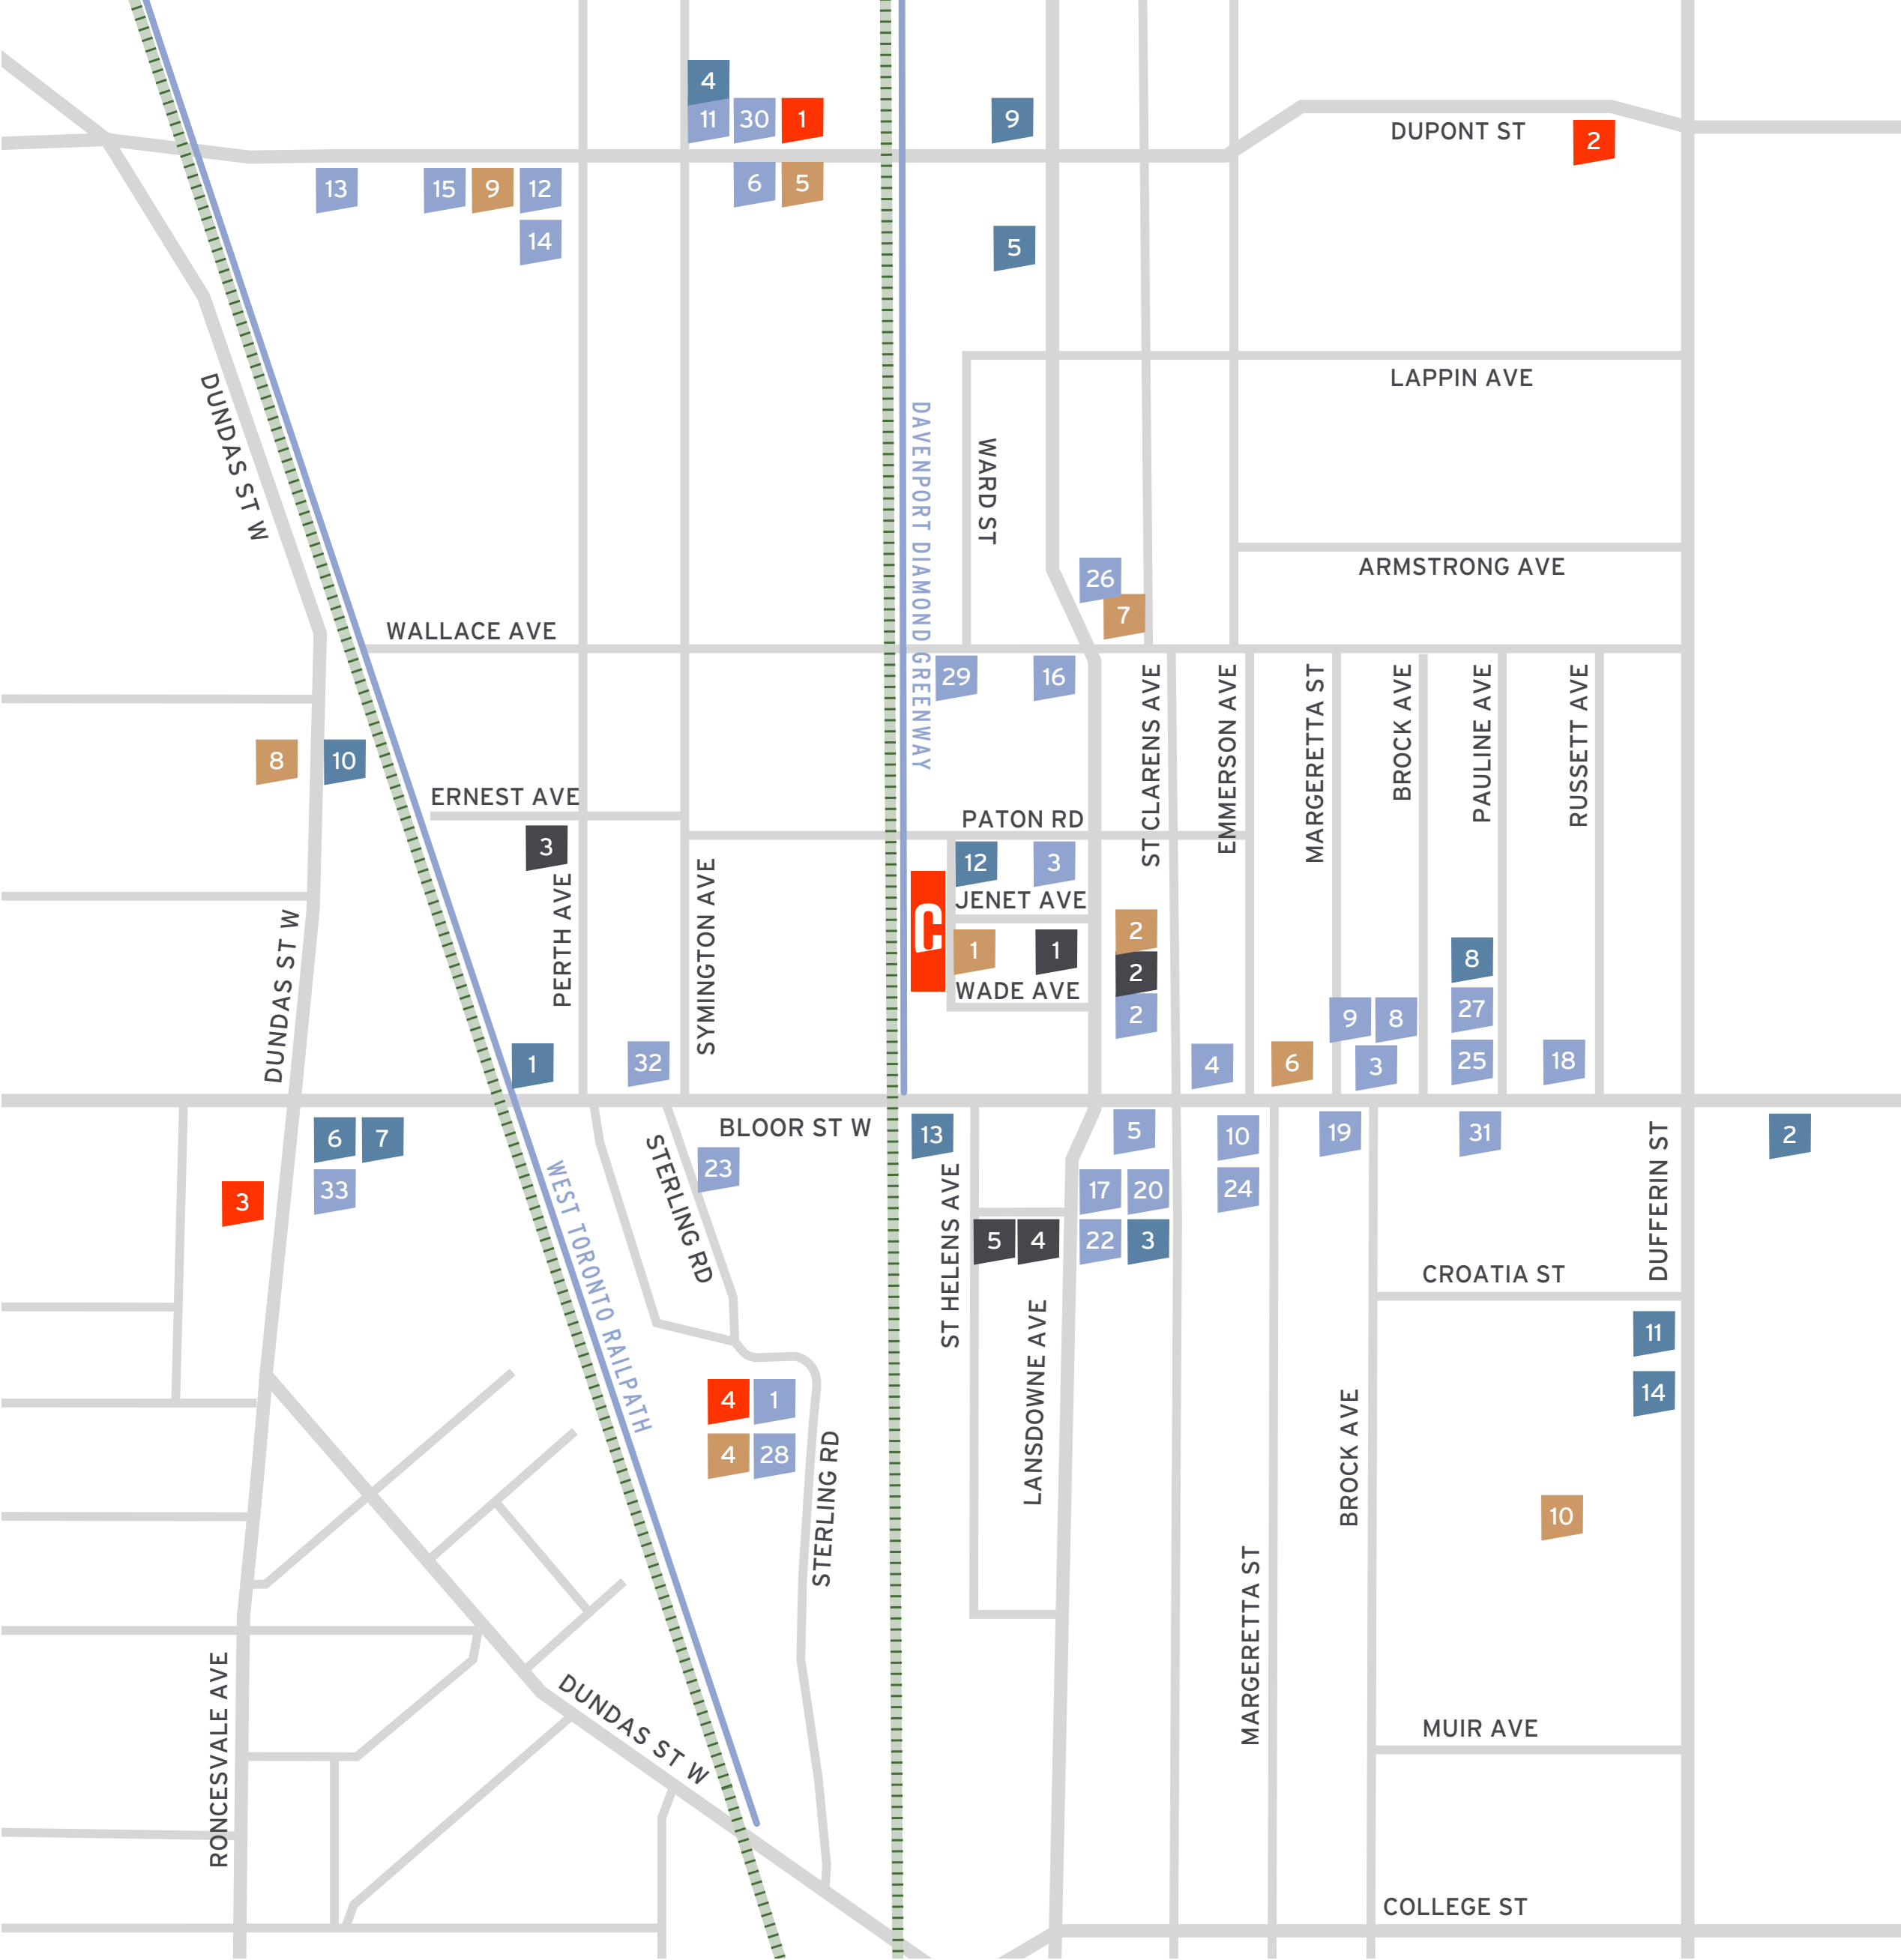 4
11 30 1
9
DUPONT ST
2
13
15 9 12
6 5
14
5
DUNDAS ST W
LAPPIN AVE
DAVENPORT DIAMOND GREENWAY
WARD ST
26
7
ARMSTRONG AVE
WALLACE AVE
29
16
ST CLARENS AVE
EMMERSON AVE
MARGERETTA ST
BROCK AVE
PAULINE AVE
RUSSETT AVE
8
10
ERNEST AVE
PATON RD
3
12
3
JENET AVE
PERTH AVE
SYMINGTON AVE
C
1
1
WADE AVE
2
2
2
8
27
25
9 8
3
18
DUNDAS ST W
1
32
4
6
BLOOR ST W
6 7
33
3
13
5
10
24
19
31
2
23
STERLING RD
WEST TORONTO RAILPATH
ST HELENS AVE
17 20
22 3
5 4
DUFFERIN ST
CROATIA ST
11
14
LANSDOWNE AVE
4 1
4 28
STERLING RD
BROCK AVE
10
MARGERETTA ST
RONCESVALE AVE
DUNDAS ST W
MUIR AVE
COLLEGE ST